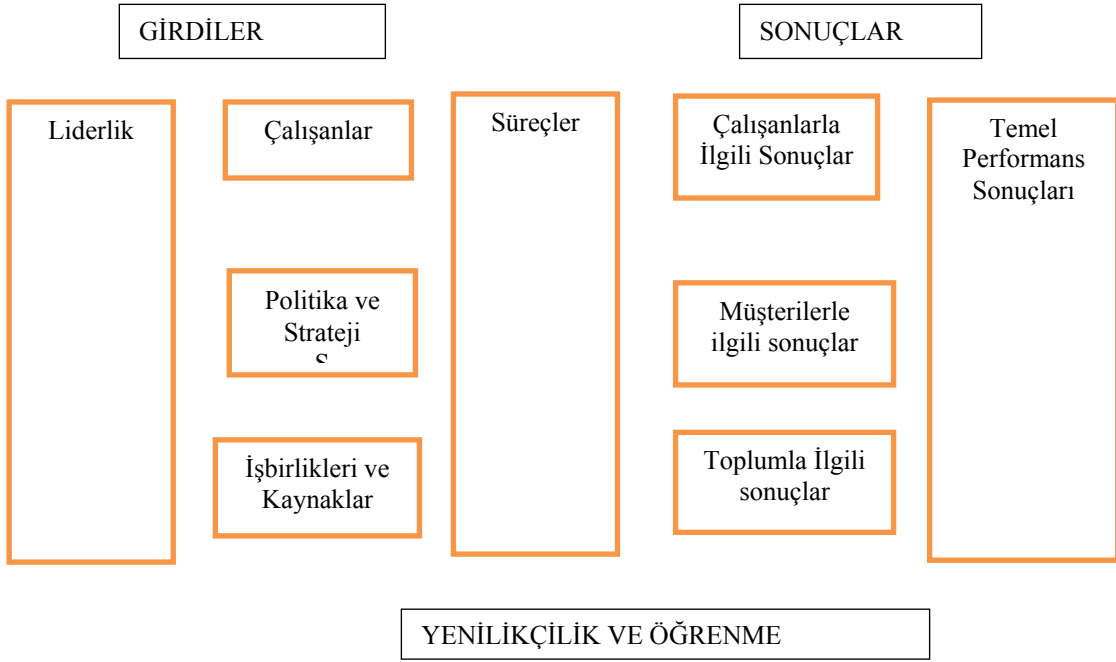 GİRDİLER
SONUÇLAR
Liderlik
Çalışanlar
Süreçler
Çalışanlarla
İlgili Sonuçlar
Temel
Performans
Sonuçları
Politika ve
Strateji
Müşterilerle
ilgili sonuçlar
İşbirlikleri ve
Kaynaklar
Toplumla İlgili
sonuçlar
YENİLİKÇİLİK VE ÖĞRENME